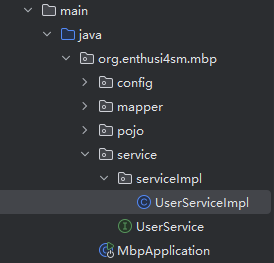 main
java
org.enthusi4sm.mbp
config
mapper
pojo
service
serviceImpl
UserServiceImpl
UserService
MbpApplication